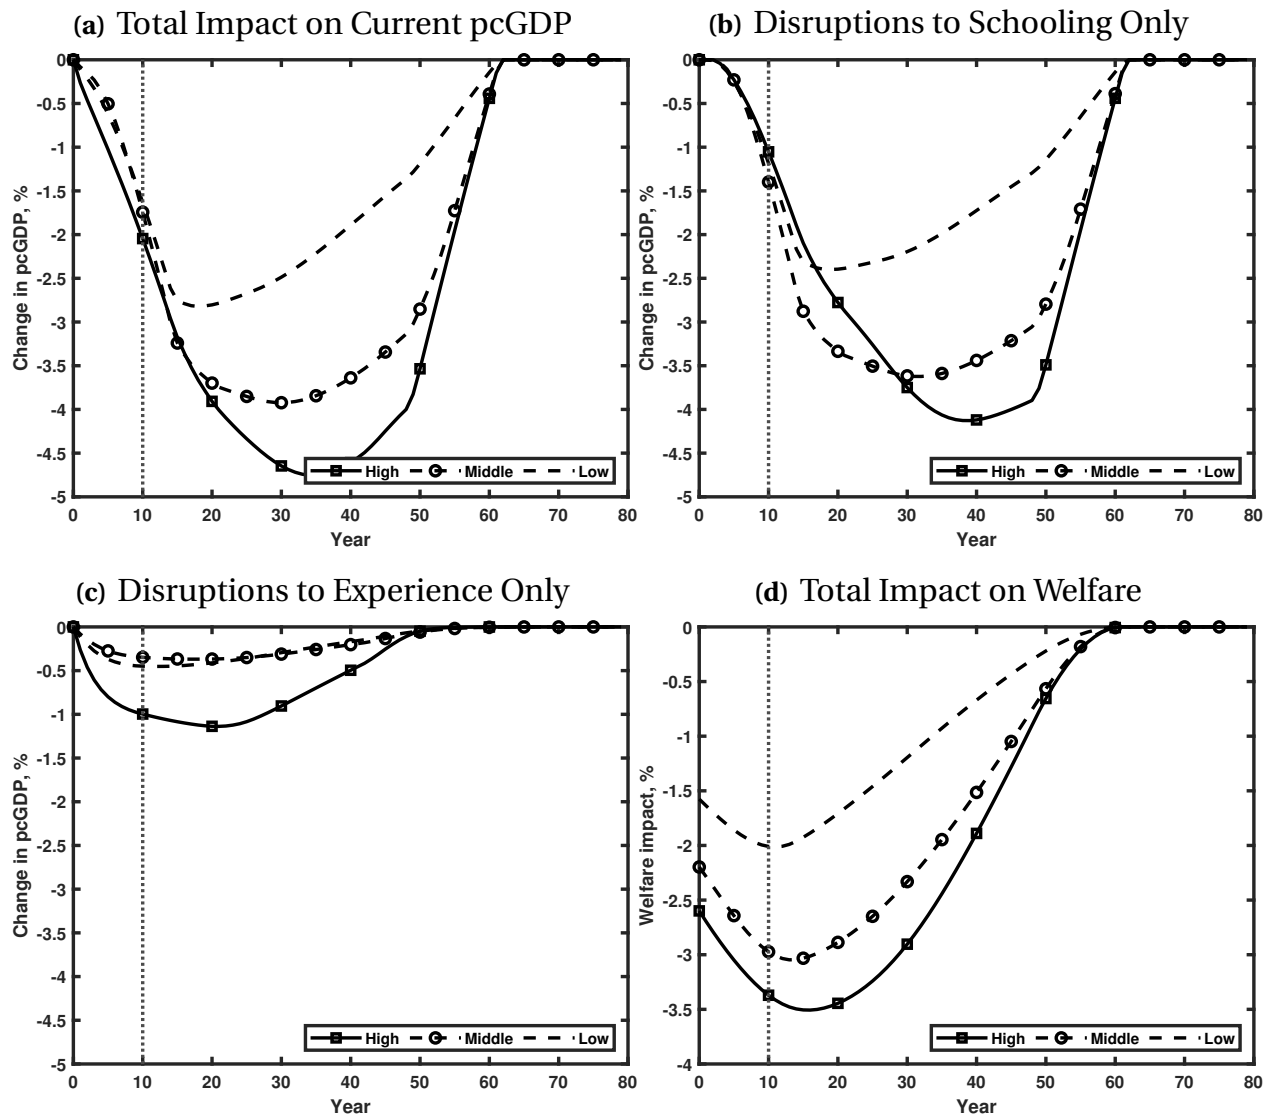 (a) Total Impact on Current pcGDP
0
-0.5
-1
-1.5
-2
-2.5
-3
-3.5
-4
-4.5
-5
Change in pcGDP, %
High Middle Low
0 10 20 30 40 50 60 70 80
Year
(b) Disruptions to Schooling Only
0
-0.5
-1
-1.5
-2
-2.5
-3
-3.5
-4
-4.5
-5
Change in pcGDP, %
High Middle Low
0 10 20 30 40 50 60 70 80
Year
(c) Disruptions to Experience Only
0
-0.5
-1
-1.5
-2
-2.5
-3
-3.5
-4
-4.5
-5
Change in pcGDP, %
High Middle Low
0 10 20 30 40 50 60 70 80
Year
(d) Total Impact on Welfare
0
-0.5
-1
-1.5
-2
-2.5
-3
-3.5
-4
Welfare impact, %
High Middle Low
0 10 20 30 40 50 60 70 80
Year